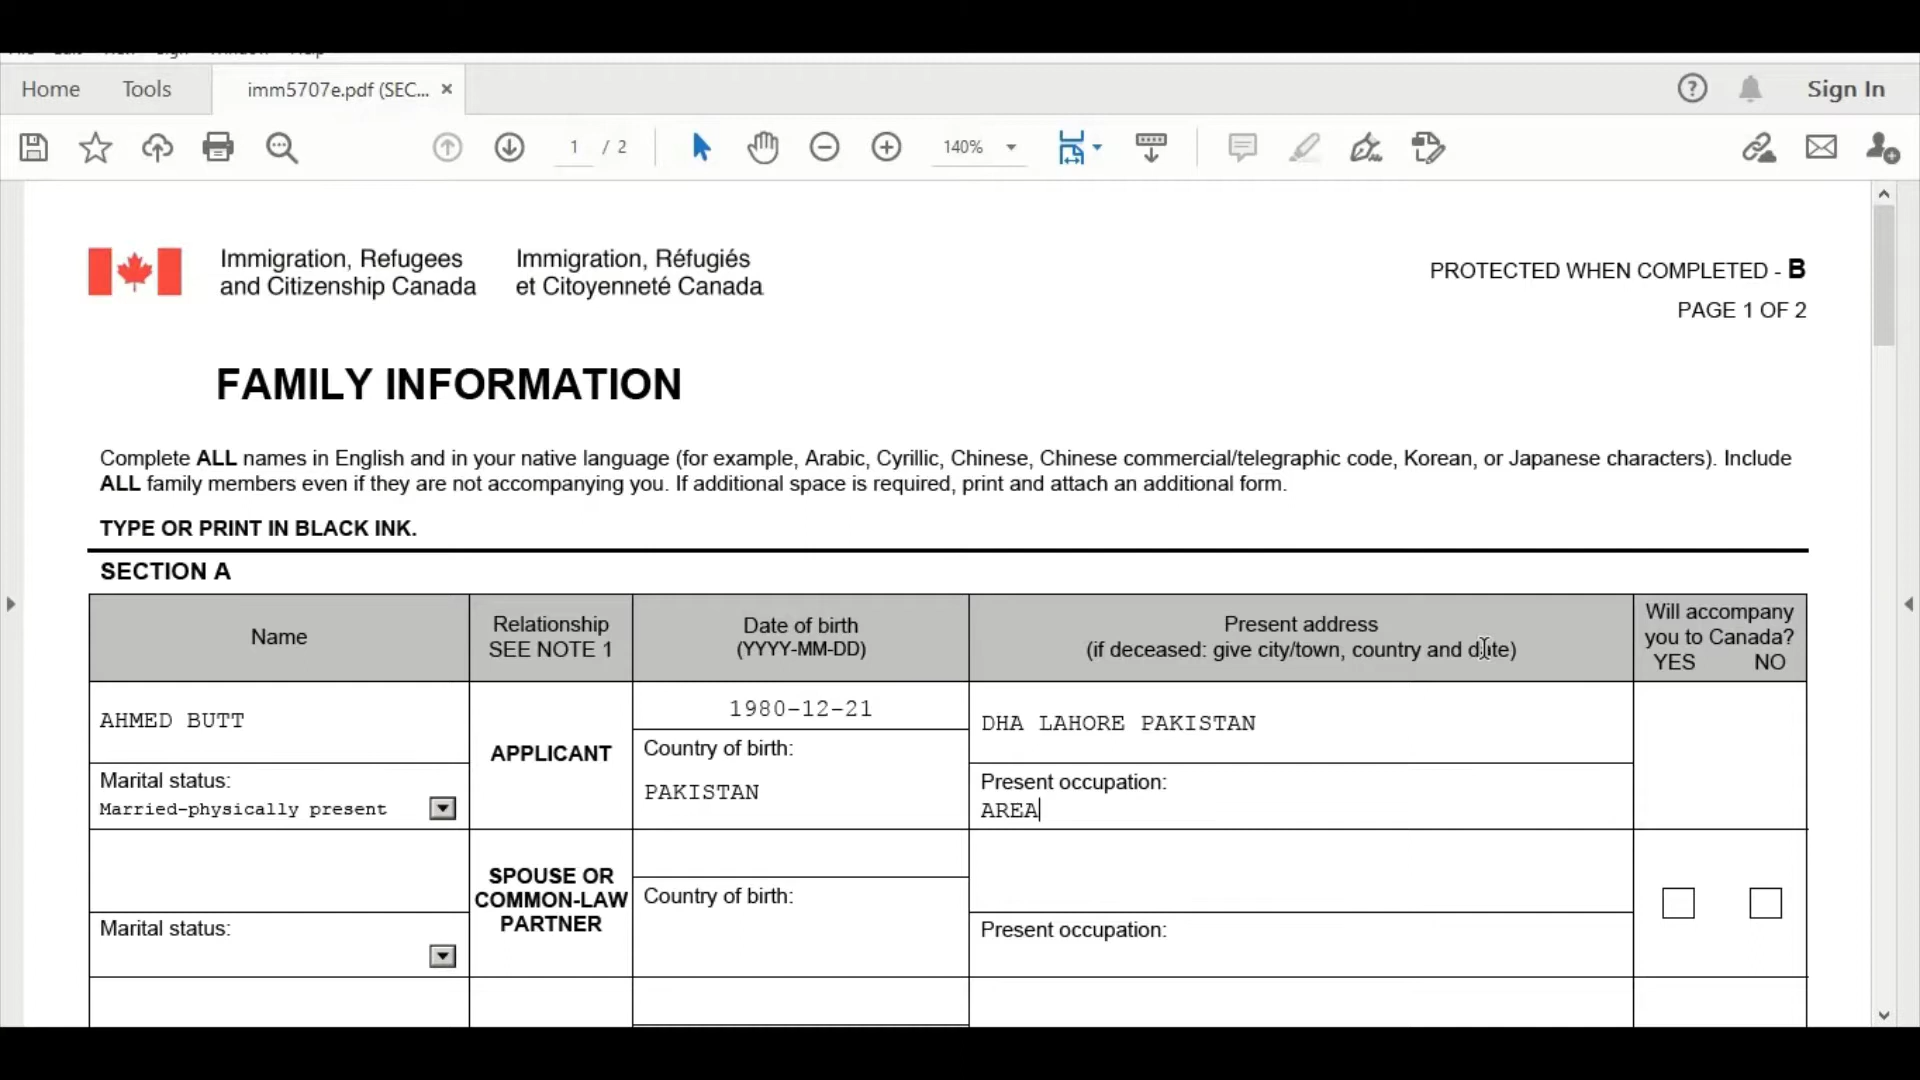 Home Tools imm5707e.pdf (SEC... × Sign In
1 / 2 140%
Immigration, Refugees
and Citizenship Canada
Immigration, Réfugiés
et Citoyenneté Canada
PROTECTED WHEN COMPLETED - B
PAGE 1 OF 2
FAMILY INFORMATION
Complete ALL names in English and in your native language (for example, Arabic, Cyrillic, Chinese, Chinese commercial/telegraphic code, Korean, or Japanese characters). Include
ALL family members even if they are not accompanying you. If additional space is required, print and attach an additional form.
TYPE OR PRINT IN BLACK INK.
SECTION A
Name
Relationship
SEE NOTE 1
Date of birth
(YYYY-MM-DD)
Present address
(if deceased: give city/town, country and date)
Will accompany
you to Canada?
YES NO
AHMED BUTT
Marital status:
Married-physically present
APPLICANT
1980-12-21
Country of birth:
PAKISTAN
DHA LAHORE PAKISTAN
Present occupation:
AREA
Marital status:
SPOUSE OR
COMMON-LAW
PARTNER
Country of birth:
Present occupation: